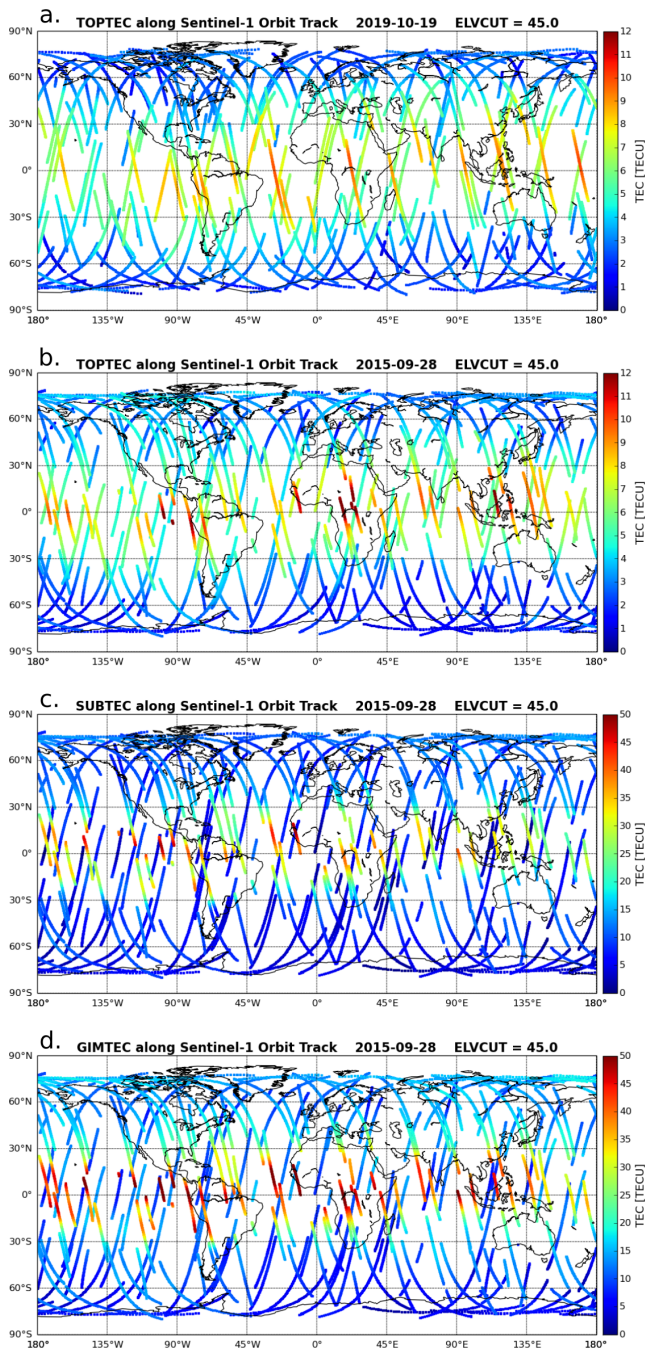 a.
TOPTEC along Sentinel-1 Orbit Track 2019-10-19 ELVCUT = 45.0
90°N
60°N
30°N
0°
30°S
60°S
90°S
180° 135°W 90°W 45°W 0° 45°E 90°E 135°E 180°
12
11
10
9
8
7
6
5
4
3
2
1
0
TEC [TECU]
b.
TOPTEC along Sentinel-1 Orbit Track 2015-09-28 ELVCUT = 45.0
90°N
60°N
30°N
0°
30°S
60°S
90°S
180° 135°W 90°W 45°W 0° 45°E 90°E 135°E 180°
12
11
10
9
8
7
6
5
4
3
2
1
0
TEC [TECU]
c.
SUBTEC along Sentinel-1 Orbit Track 2015-09-28 ELVCUT = 45.0
90°N
60°N
30°N
0°
30°S
60°S
90°S
180° 135°W 90°W 45°W 0° 45°E 90°E 135°E 180°
50
45
40
35
30
25
20
15
10
5
0
TEC [TECU]
d.
GIMTEC along Sentinel-1 Orbit Track 2015-09-28 ELVCUT = 45.0
90°N
60°N
30°N
0°
30°S
60°S
90°S
180° 135°W 90°W 45°W 0° 45°E 90°E 135°E 180°
50
45
40
35
30
25
20
15
10
5
0
TEC [TECU]